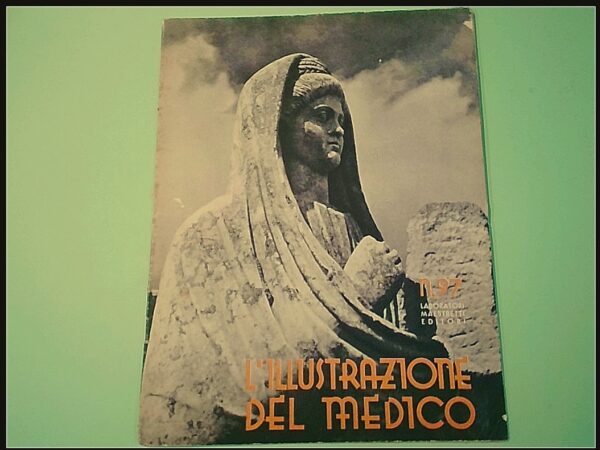 N. 97
LABORATORI
MAESTRETTI
EDITORI
L'ILLUSTRAZIONE
DEL MEDICO